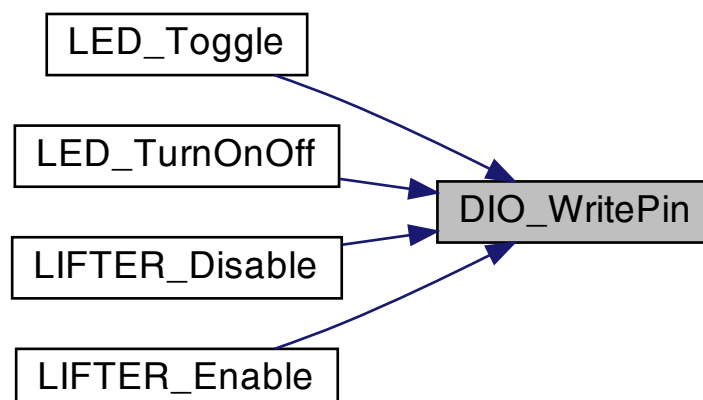 LED_Toggle
LED_TurnOnOff
DIO_WritePin
LIFTER_Disable
LIFTER_Enable